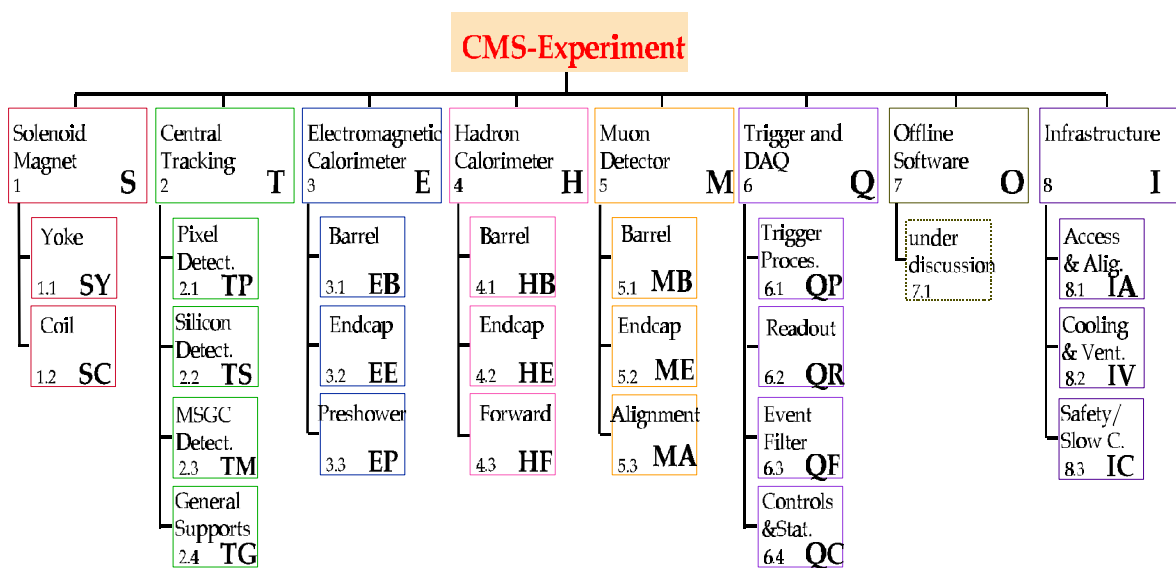 CMS-Experiment
Solenoid
Magnet
1 S
Central
Tracking
2 T
Electromagnetic
Calorimeter
3 E
Hadron
Calorimeter
4 H
Muon
Detector
5 M
Trigger and
DAQ
6 Q
Offline
Software
7 O
Infrastructure
8 I
Yoke
1.1 SY
Coil
1.2 SC
Pixel
Detect.
2.1 TP
Silicon
Detect.
2.2 TS
MSGC
Detect.
2.3 TM
General
Supports
2.4 TG
Barrel
3.1 EB
Endcap
3.2 EE
Preshower
3.3 EP
Barrel
4.1 HB
Endcap
4.2 HE
Forward
4.3 HF
Barrel
5.1 MB
Endcap
5.2 ME
Alignment
5.3 MA
Trigger
Proces.
6.1 QP
Readout
6.2 QR
Event
Filter
6.3 QF
Controls
&Stat.
6.4 QC
under
discussion
7.1
Access
& Alig.
8.1 IA
Cooling
& Vent.
8.2 IV
Safety/
Slow C.
8.3 IC